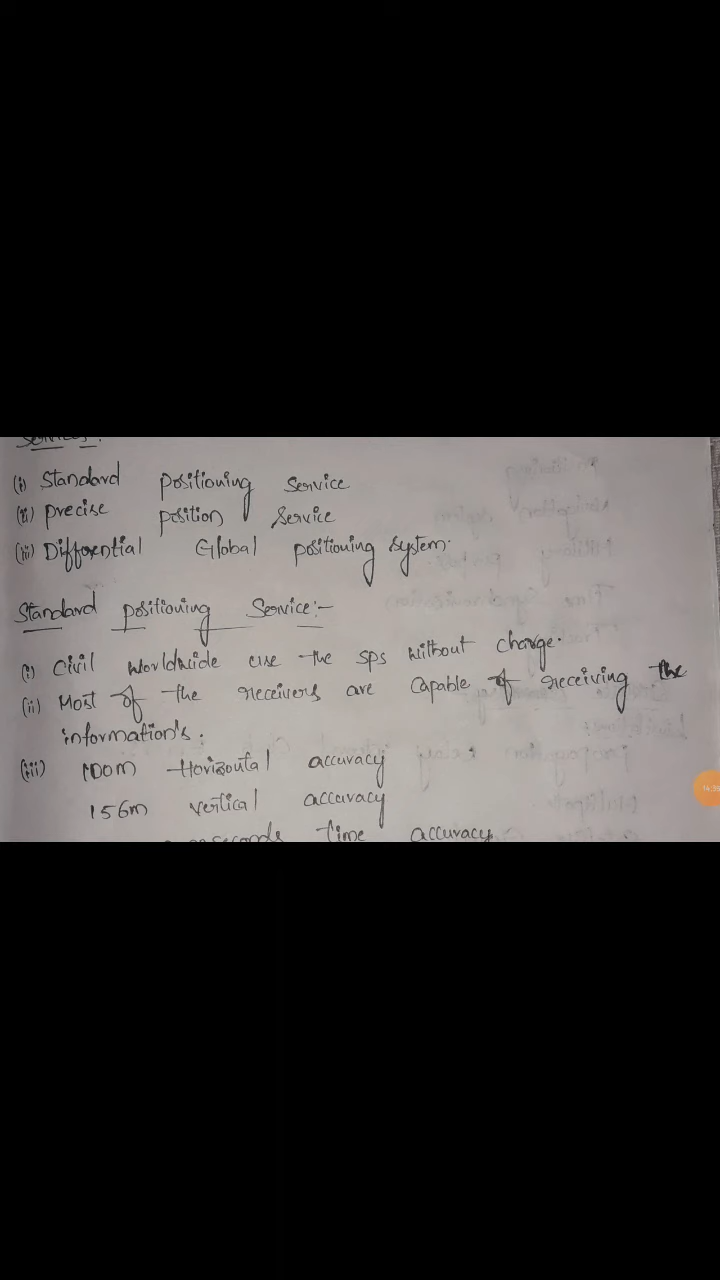 Services:
(i) Standard positioning service
(ii) precise position service
(iii) Differential Global positioning system.
Standard positioning Service:-
(i) Civil worldwide use the SPS without charge.
(ii) Most of the receivers are capable of receiving the
information's.
(iii) 100m Horizontal accuracy
156m vertical accuracy
time accuracy